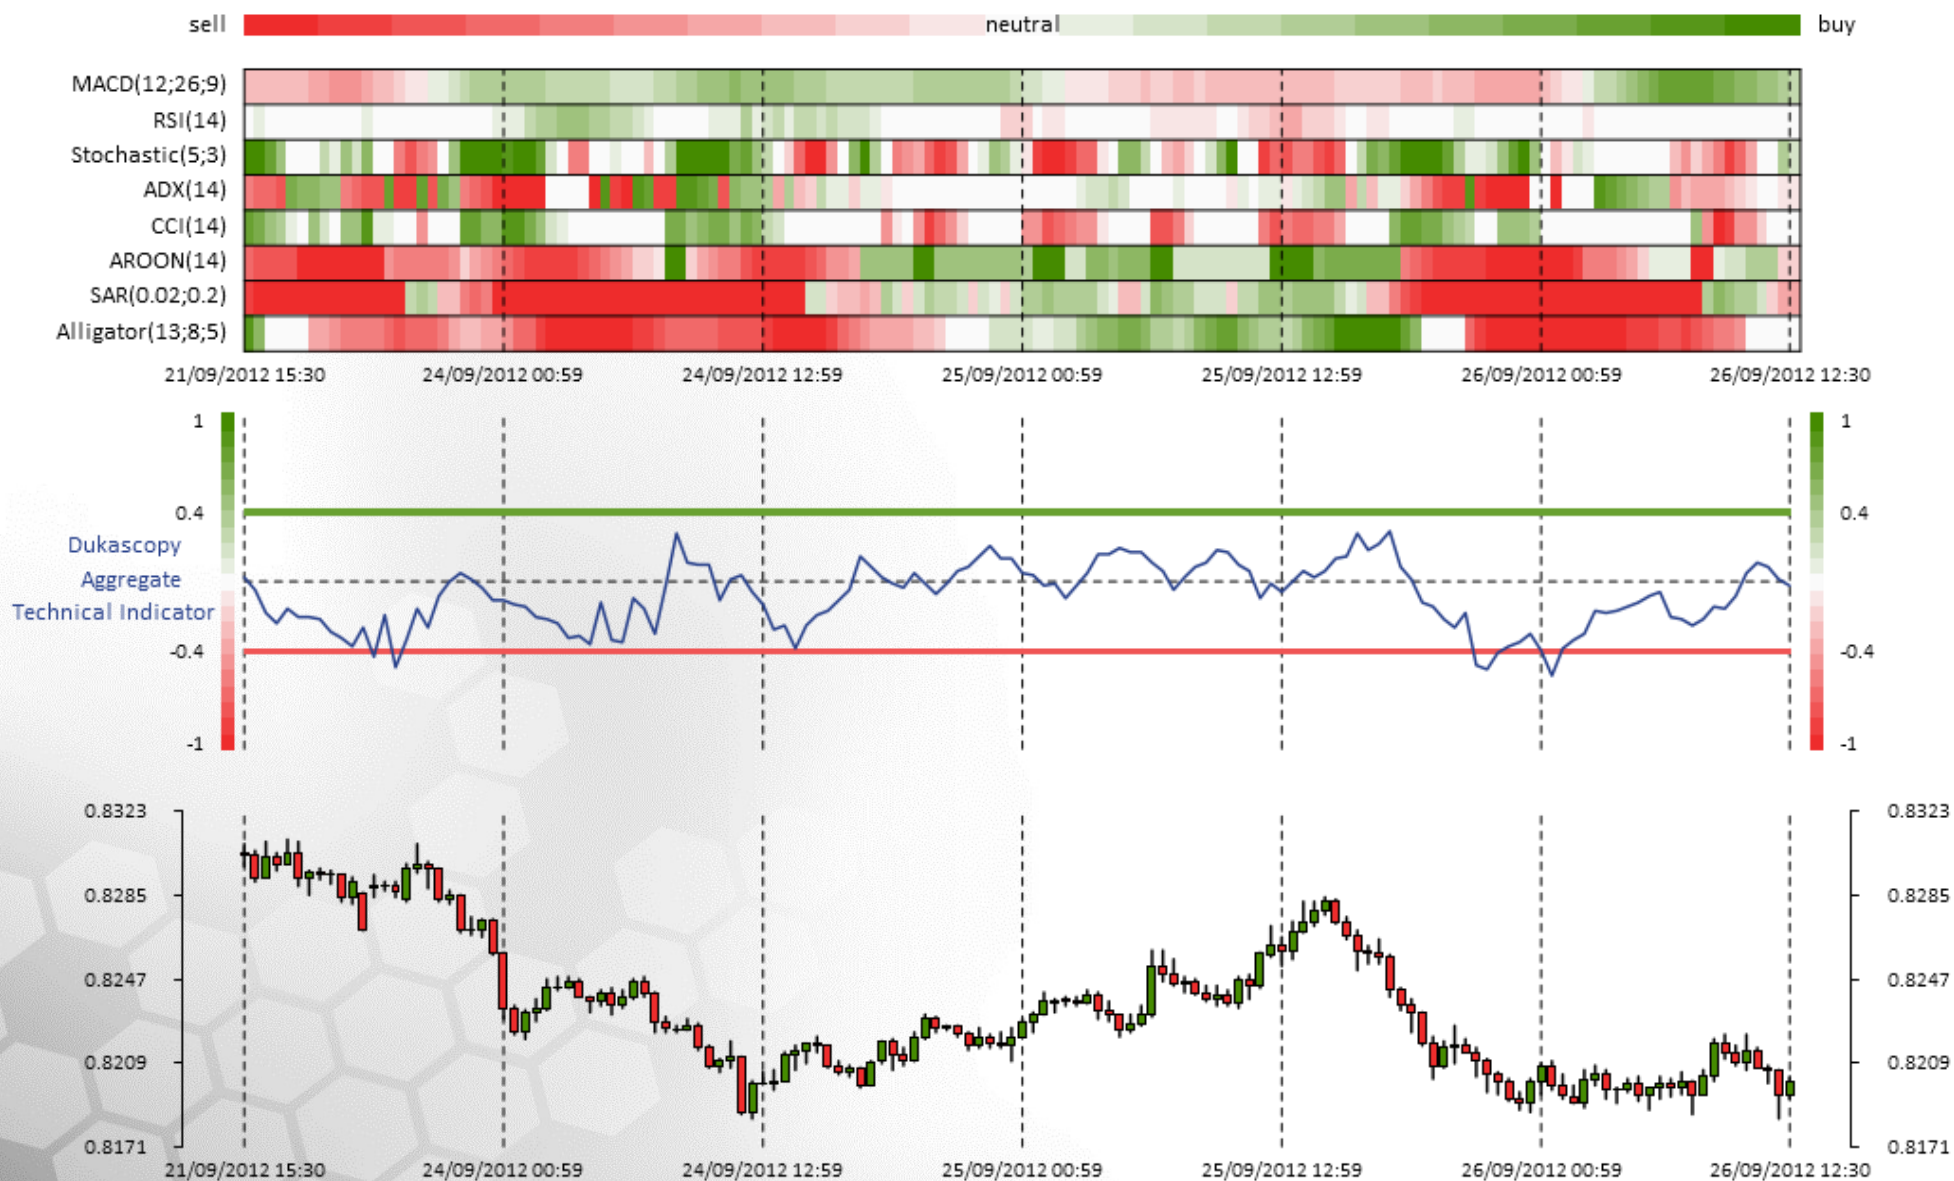 sell neutral buy
MACD(12;26;9)
RSI(14)
Stochastic(5;3)
ADX(14)
CCI(14)
AROON(14)
SAR(0.02;0.2)
Alligator(13;8;5)
21/09/2012 15:30 24/09/2012 00:59 24/09/2012 12:59 25/09/2012 00:59 25/09/2012 12:59 26/09/2012 00:59 26/09/2012 12:30
1 1
0.4 0.4
Dukascopy
Aggregate
Technical Indicator
-0.4 -0.4
-1 -1
0.8323 0.8323
0.8285 0.8285
0.8247 0.8247
0.8209 0.8209
0.8171 0.8171
21/09/2012 15:30 24/09/2012 00:59 24/09/2012 12:59 25/09/2012 00:59 25/09/2012 12:59 26/09/2012 00:59 26/09/2012 12:30